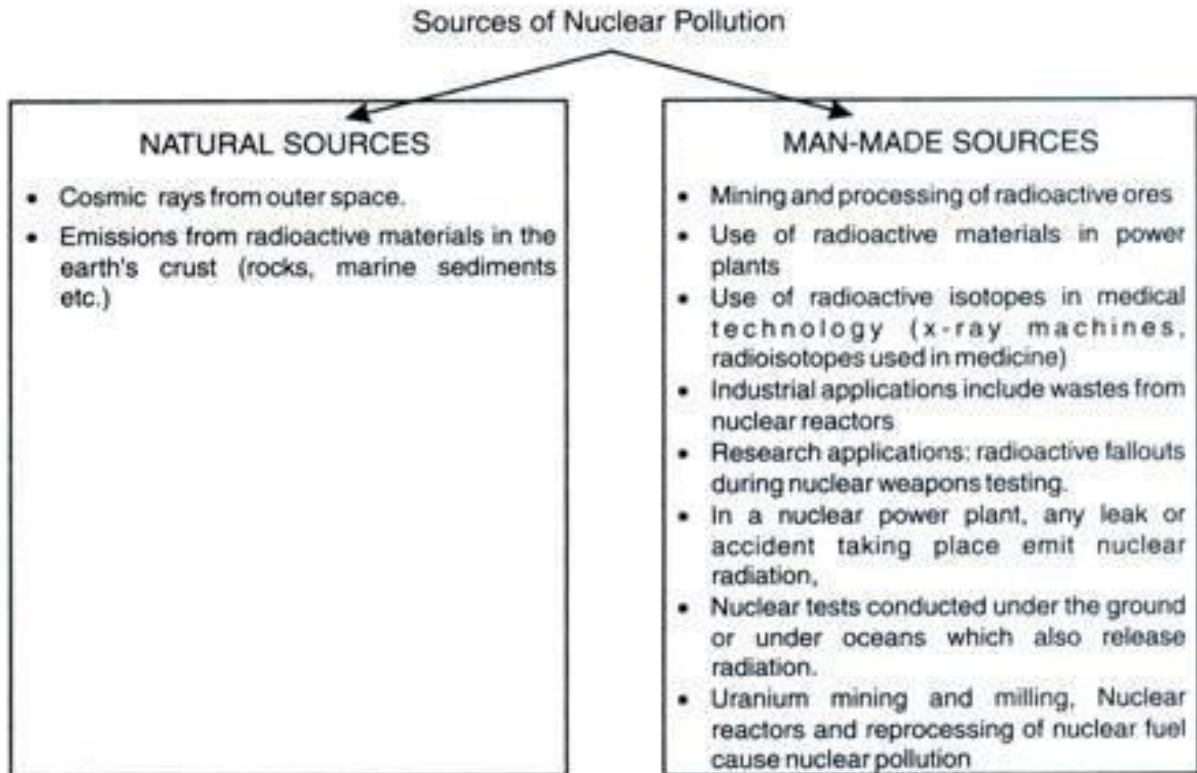 Sources of Nuclear Pollution
NATURAL SOURCES
• Cosmic rays from outer space.
• Emissions from radioactive materials in the
earth's crust (rocks, marine sediments
etc.)
MAN-MADE SOURCES
• Mining and processing of radioactive ores
• Use of radioactive materials in power
plants
• Use of radioactive isotopes in medical
technology (x-ray machines,
radioisotopes used in medicine)
• Industrial applications include wastes from
nuclear reactors
• Research applications: radioactive fallouts
during nuclear weapons testing.
• In a nuclear power plant, any leak or
accident taking place emit nuclear
radiation,
• Nuclear tests conducted under the ground
or under oceans which also release
radiation.
• Uranium mining and milling, Nuclear
reactors and reprocessing of nuclear fuel
cause nuclear pollution